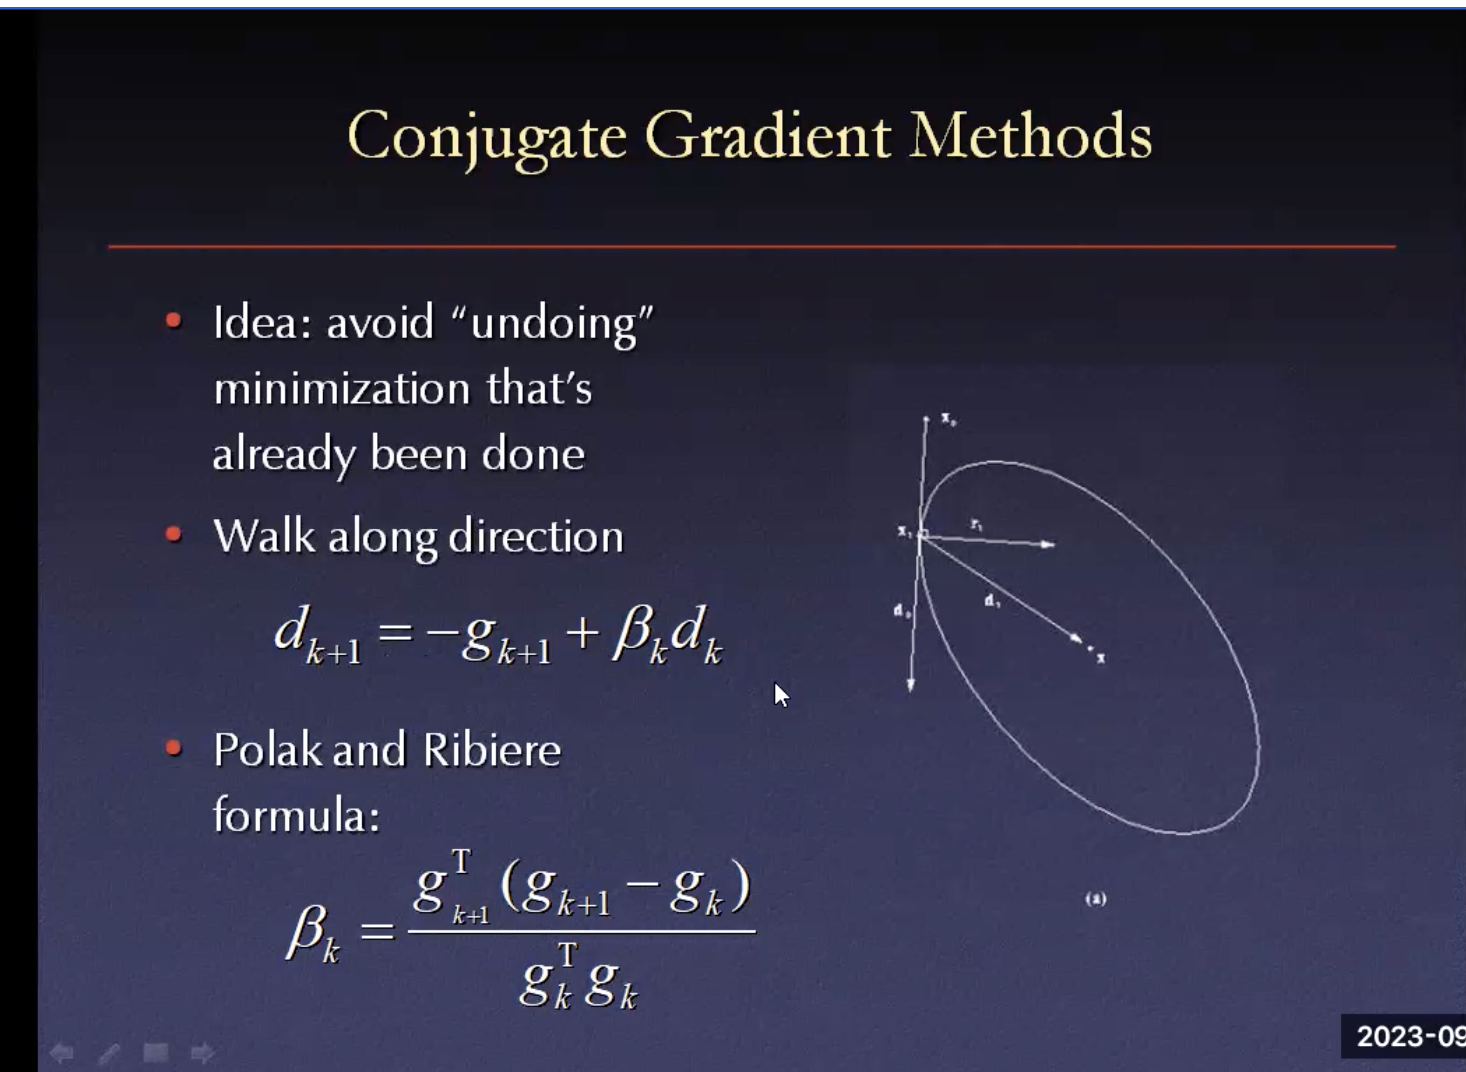 Conjugate Gradient Methods
• Idea: avoid “undoing”
minimization that’s
already been done
• Walk along direction
d_{k+1} = −g_{k+1} + β_k d_k
• Polak and Ribiere
formula:
β_k = \frac{g_{k+1}^T (g_{k+1} − g_k)}{g_k^T g_k}
x_0
x_1
r_1
d_0
d_1
x
(a)
2023-09